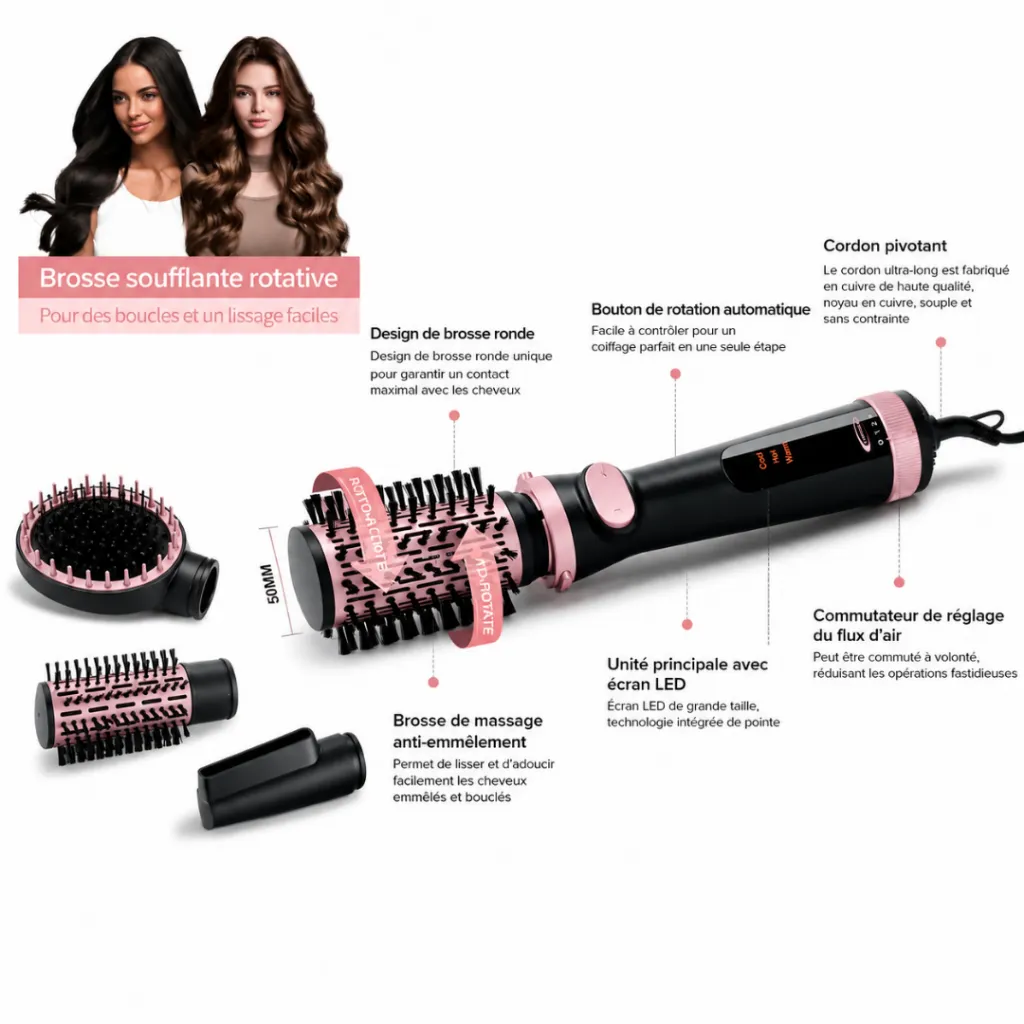 Brosse soufflante rotative
Pour des boucles et un lissage faciles
Design de brosse ronde
Design de brosse ronde unique
pour garantir un contact
maximal avec les cheveux
Bouton de rotation automatique
Facile à contrôler pour un
coiffage parfait en une seule étape
Cordon pivotant
Le cordon ultra-long est fabriqué
en cuivre de haute qualité,
noyau en cuivre, souple et
sans contrainte
Hot
Warm
0 1 2
50MM
Commutateur de réglage
du flux d'air
Peut être commuté à volonté,
réduisant les opérations fastidieuses
Unité principale avec
écran LED
Écran LED de grande taille,
technologie intégrée de pointe
Brosse de massage
anti-emmêlement
Permet de lisser et d'adoucir
facilement les cheveux
emmêlés et bouclés